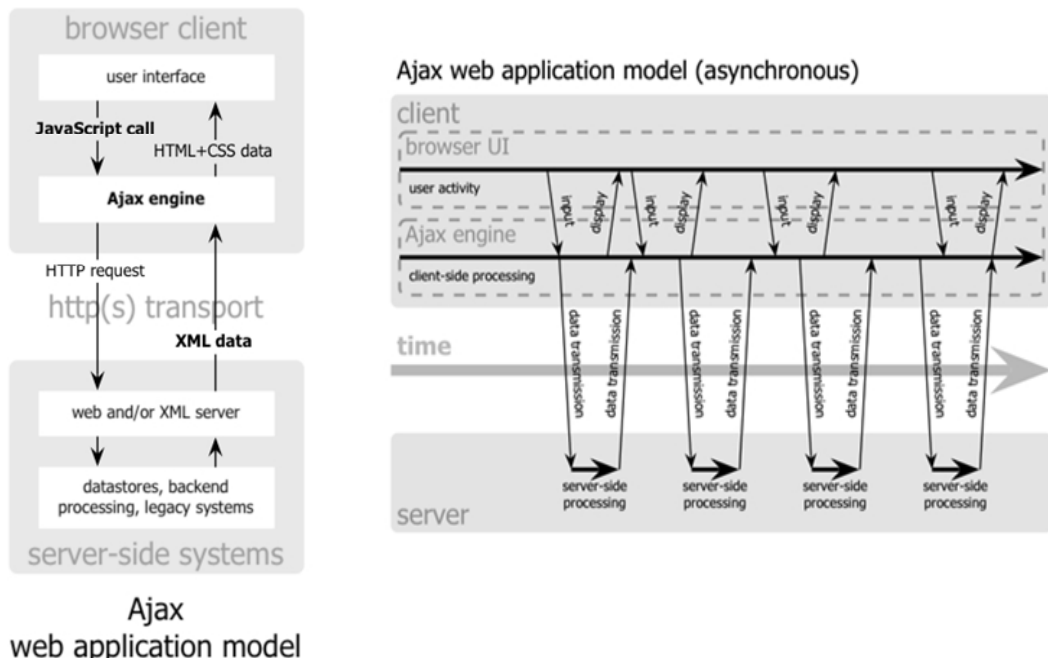 browser client
user interface
JavaScript call
HTML+CSS data
Ajax engine
HTTP request
http(s) transport
XML data
web and/or XML server
datastores, backend
processing, legacy systems
server-side systems
Ajax
web application model
Ajax web application model (asynchronous)
client
browser UI
user activity
input
display
input
display
input
display
input
display
Ajax engine
client-side processing
data transmission
data transmission
data transmission
data transmission
data transmission
data transmission
data transmission
data transmission
time
server-side
processing
server-side
processing
server-side
processing
server-side
processing
server